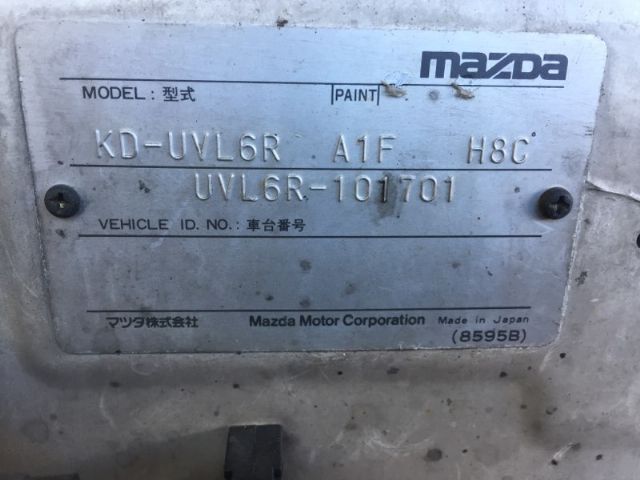 mazda
MODEL : 型式 PAINT
KD-UVL6R A1F H8C
UVL6R-101701
VEHICLE ID. NO. : 車台番号
マツダ株式会社 Mazda Motor Corporation Made in Japan
(8595B)